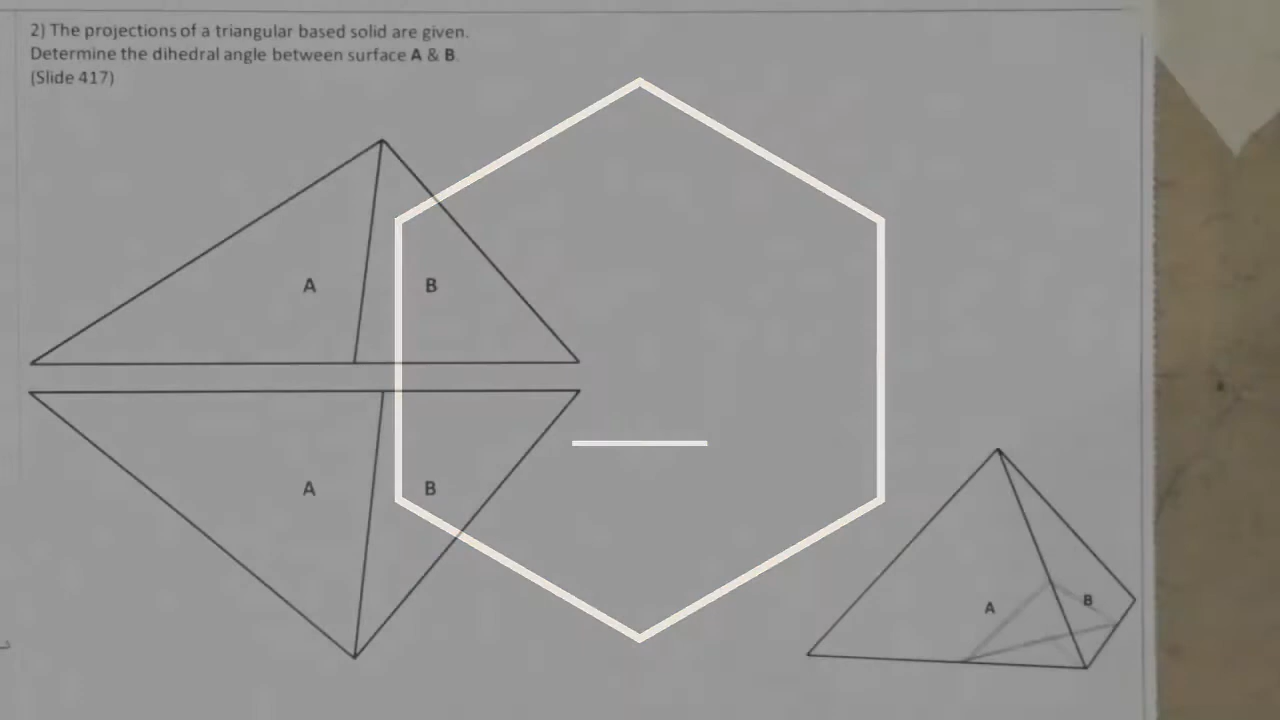 2) The projections of a triangular based solid are given.
Determine the dihedral angle between surface A & B.
(Slide 417)
A
B
A
B
A
B